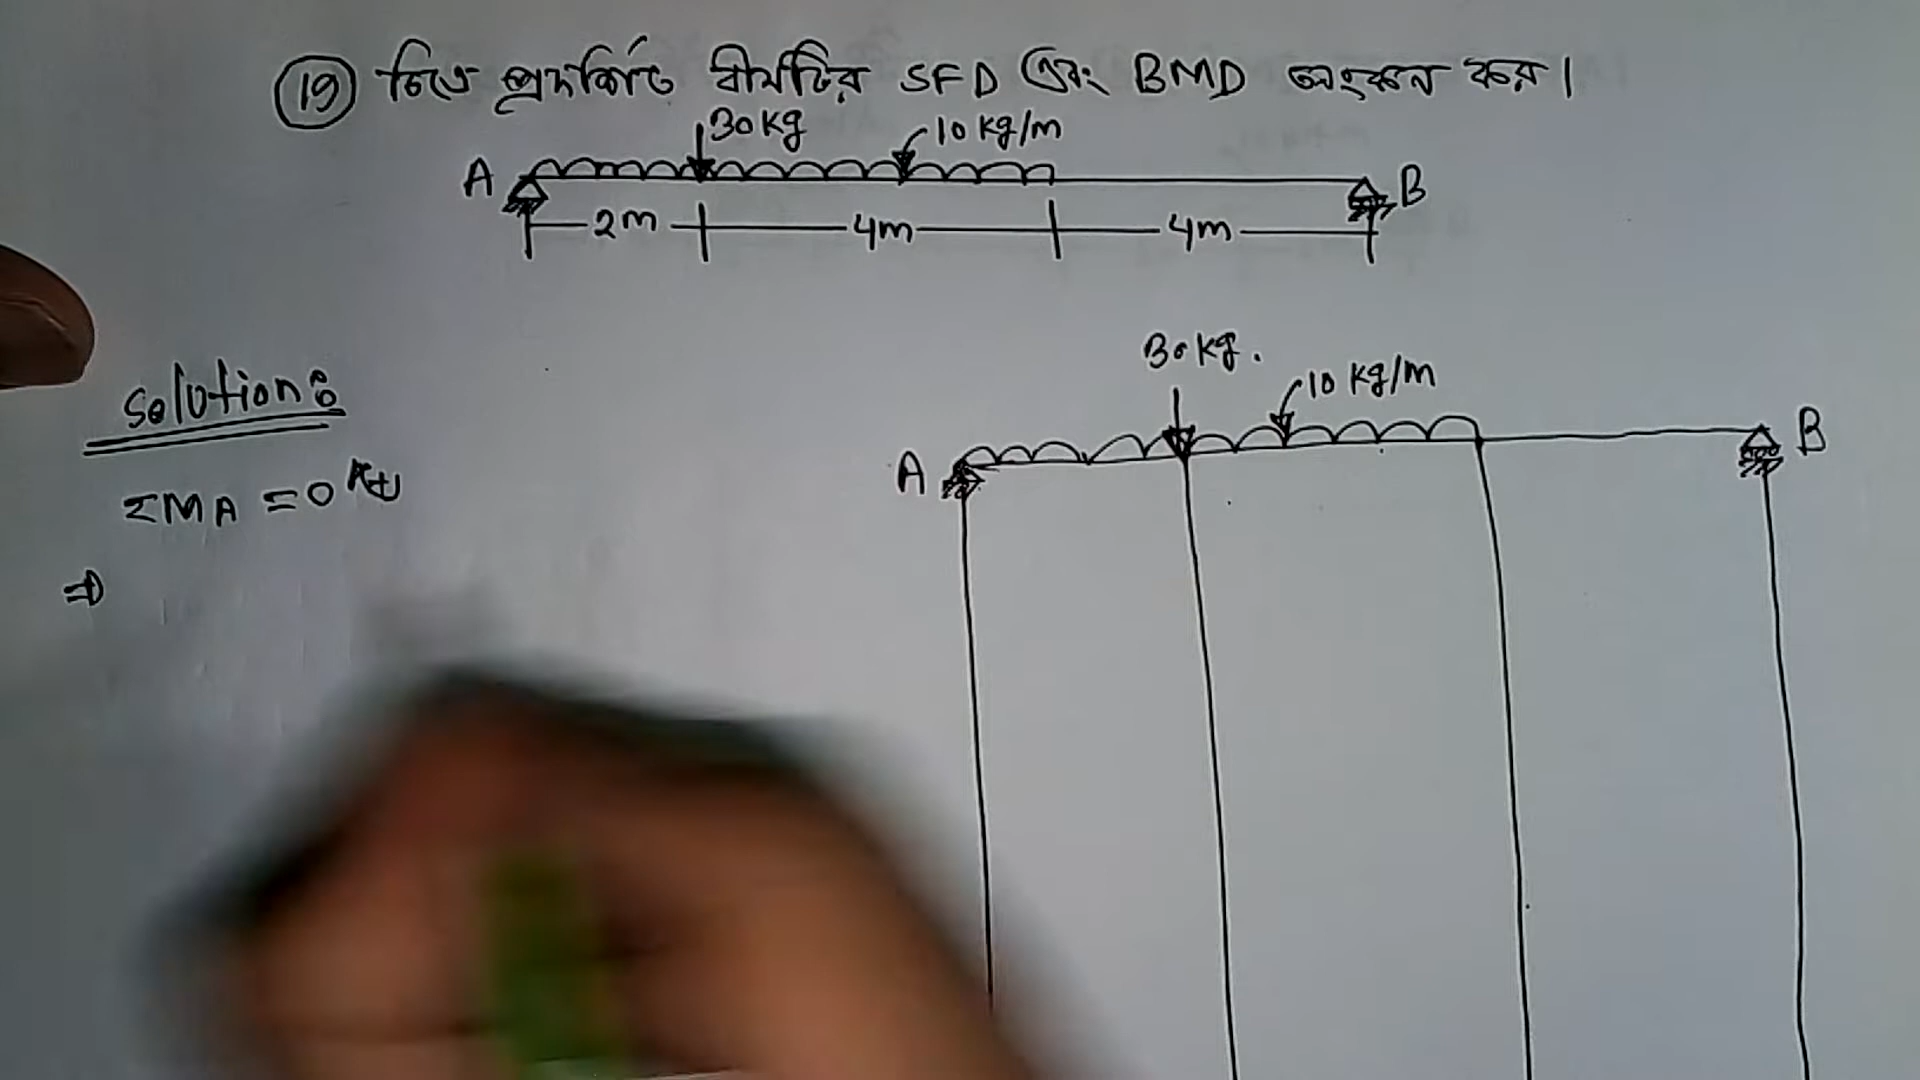 19 চিত্রে প্রদর্শিত বীমটির SFD এবং BMD অংকন কর।
30 kg 10 kg/m
A B
2m 4m 4m
30 kg.
10 kg/m
Solution:
A B
ΣMA = 0
⇒